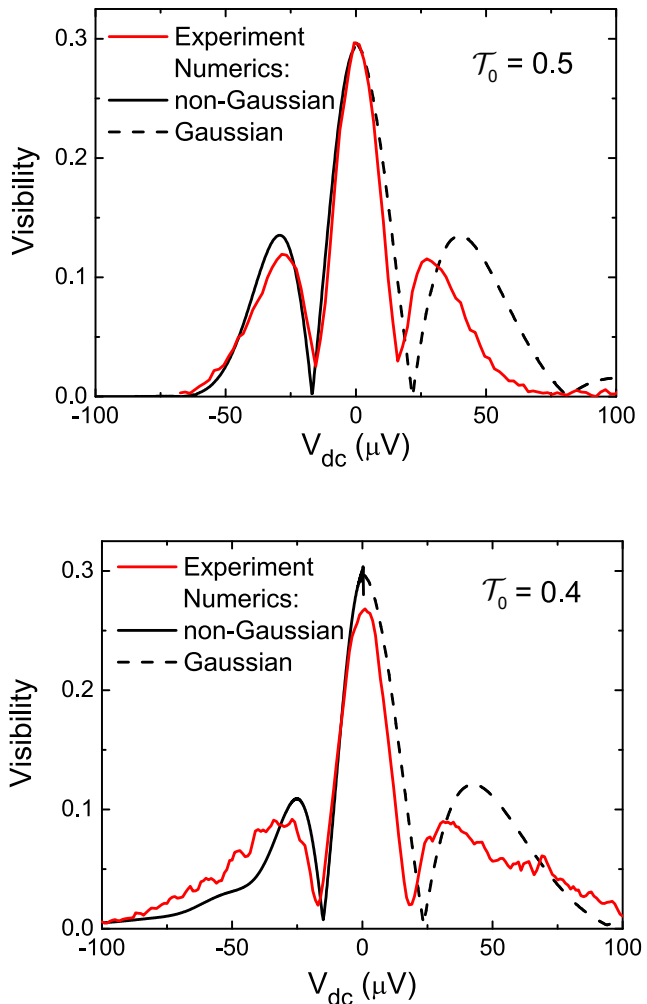 0.3
Experiment
Numerics:
non-Gaussian
Gaussian
𝒯₀ = 0.5
0.2
0.1
0.0
Visibility
-100 -50 0 50 100
V_dc (μV)
0.3
Experiment
Numerics:
non-Gaussian
Gaussian
𝒯₀ = 0.4
0.2
0.1
0.0
Visibility
-100 -50 0 50 100
V_dc (μV)